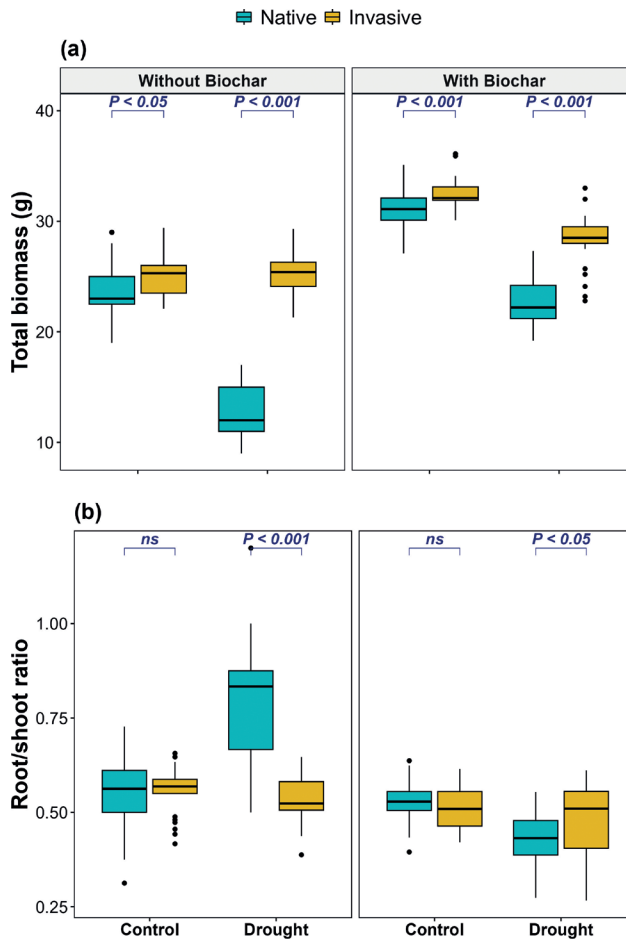 Native Invasive
(a)
Without Biochar With Biochar
P < 0.05 P < 0.001 P < 0.001 P < 0.001
Total biomass (g)
40
30
20
10
(b)
ns P < 0.001 ns P < 0.05
Root/shoot ratio
1.00
0.75
0.50
0.25
Control Drought Control Drought